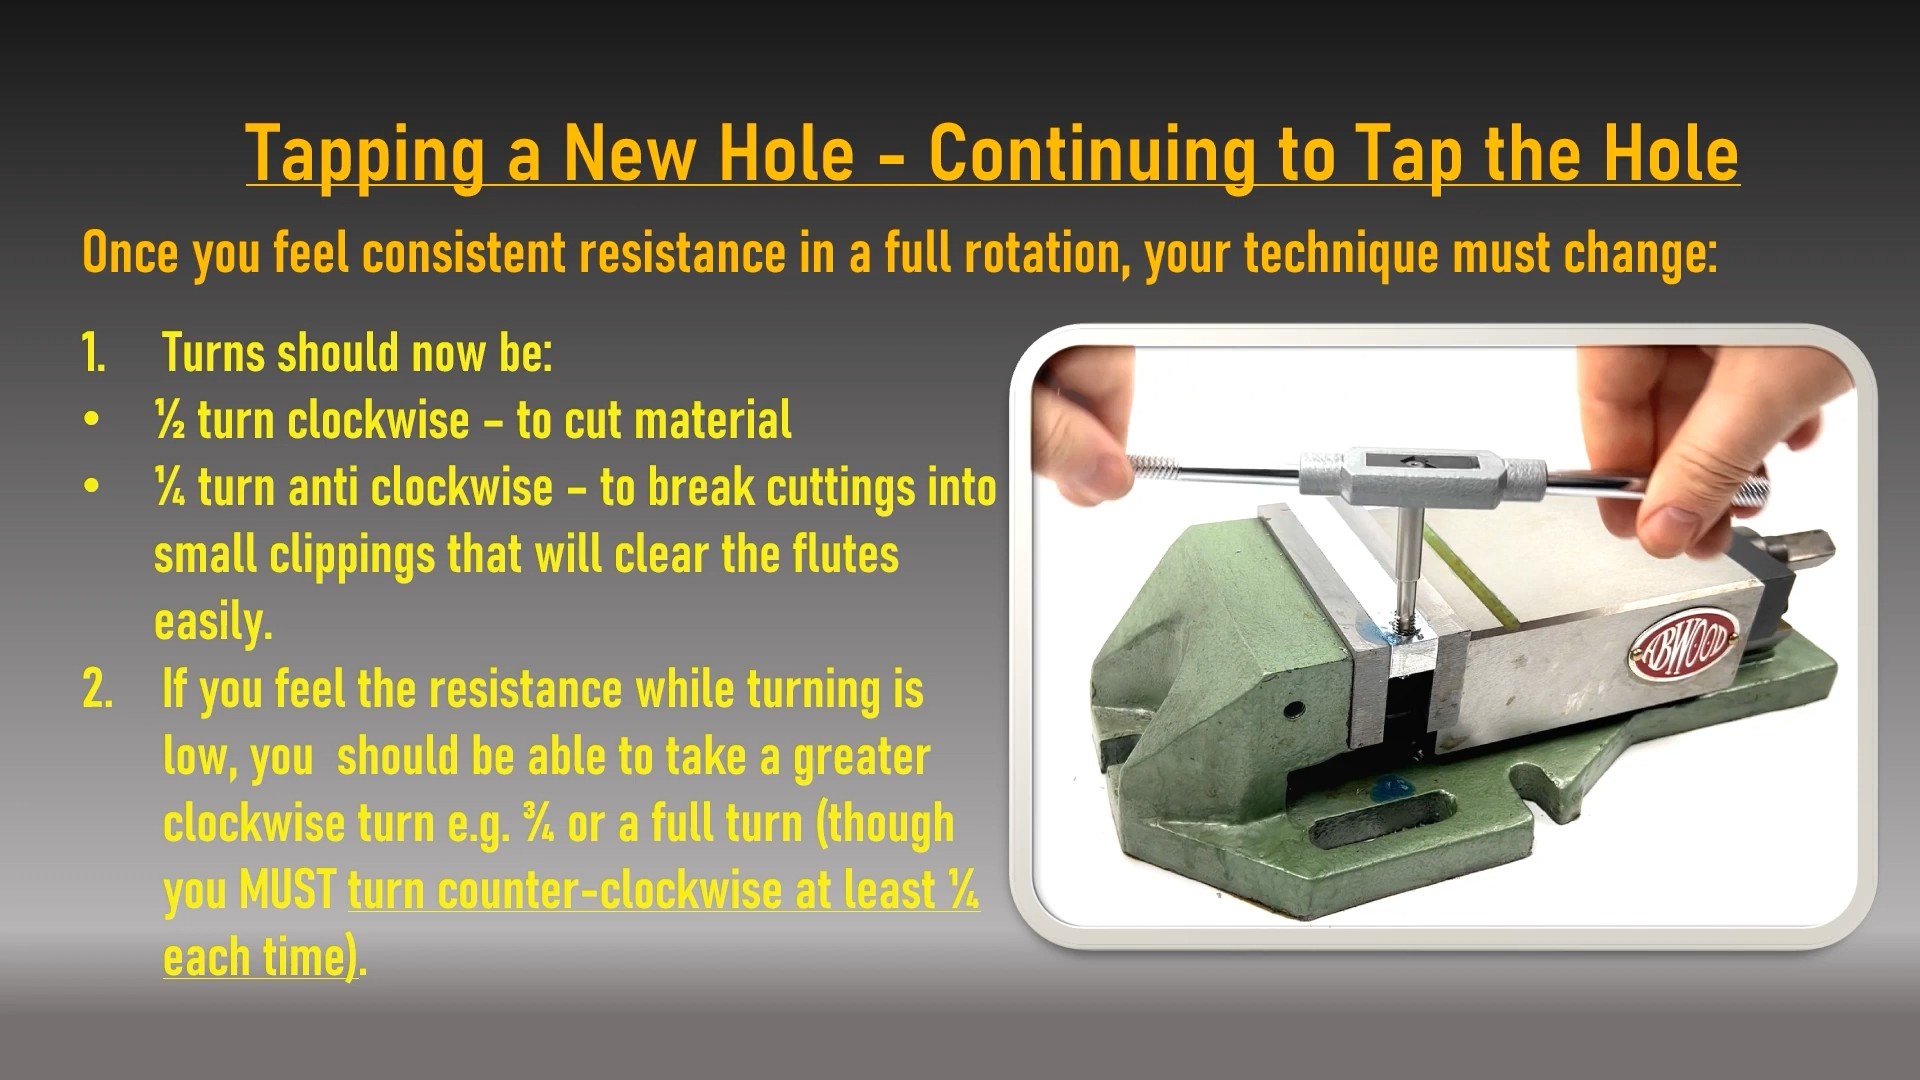 Tapping a New Hole - Continuing to Tap the Hole
Once you feel consistent resistance in a full rotation, your technique must change:
1. Turns should now be:
• ½ turn clockwise – to cut material
• ¼ turn anti clockwise – to break cuttings into
small clippings that will clear the flutes
easily.
2. If you feel the resistance while turning is
low, you  should be able to take a greater
clockwise turn e.g. ¾ or a full turn (though
you MUST turn counter-clockwise at least ¼
each time).
ABWOOD